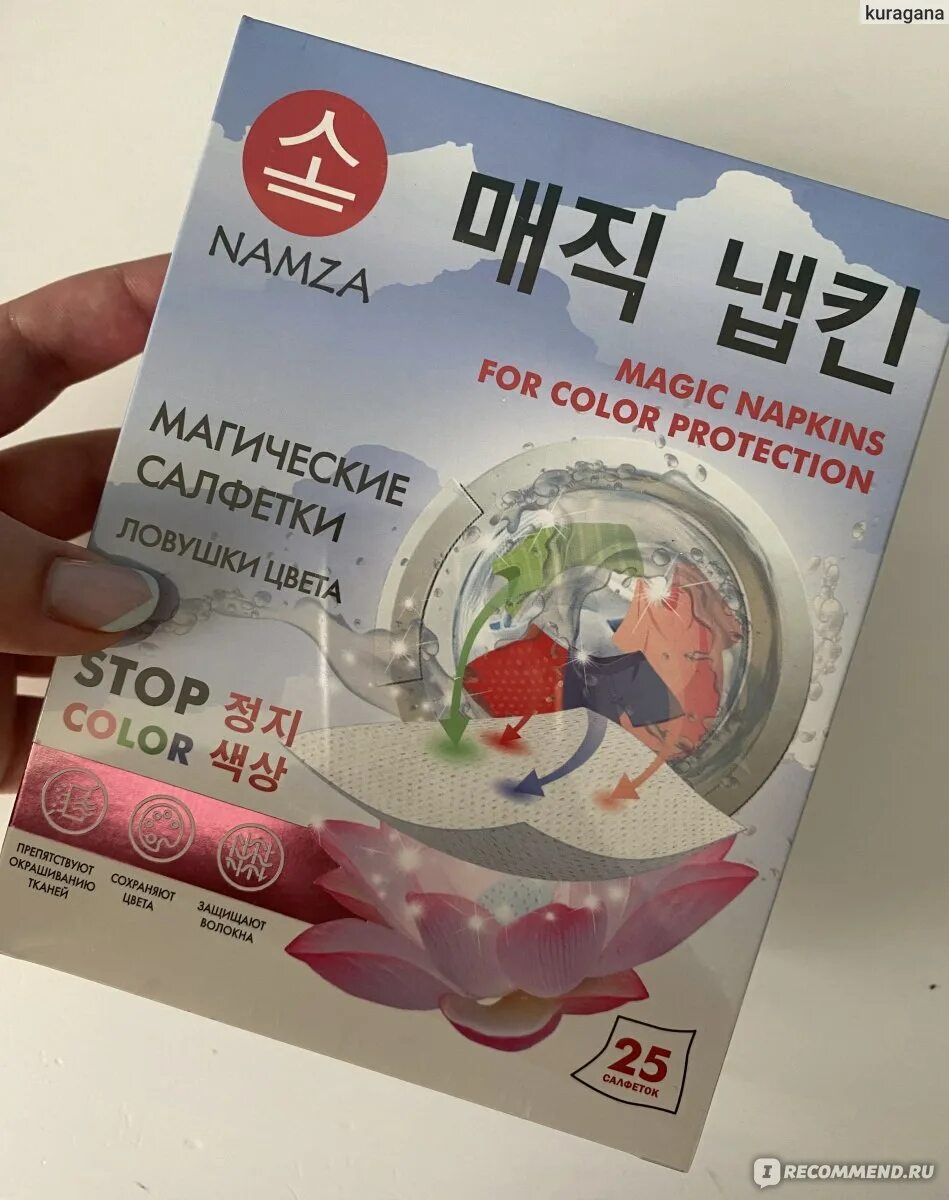 kuragana
소
NAMZA
매직 냅킨
MAGIC NAPKINS
FOR COLOR PROTECTION
МАГИЧЕСКИЕ
САЛФЕТКИ
ЛОВУШКИ ЦВЕТА
STOP 정지
COLOR 색상
ПРЕПЯТСТВУЮТ
ОКРАШИВАНИЮ
ТКАНЕЙ
СОХРАНЯЮТ
ЦВЕТА
ЗАЩИЩАЮТ
ВОЛОКНА
25
САЛФЕТОК
I RECOMMEND.RU